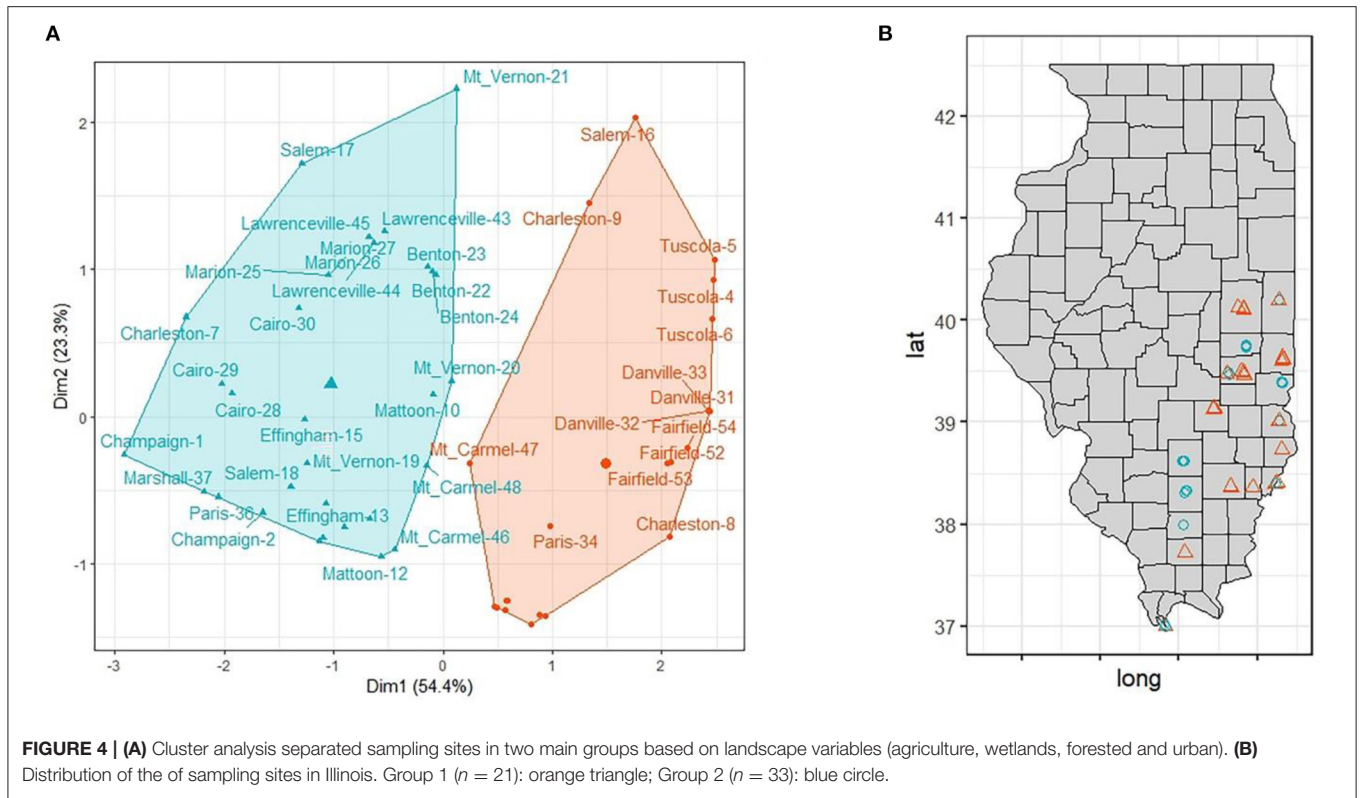 A
B
Mt_Vernon-21
Salem-17
Salem-16
Lawrenceville-45
Lawrenceville-43
Charleston-9
Marion-27
Marion-26
Benton-23
Tuscola-5
Marion-25
Lawrenceville-44
Benton-22
Tuscola-4
Cairo-30
Benton-24
Charleston-7
Tuscola-6
Cairo-29
Mt_Vernon-20
Danville-33
Cairo-28
Mattoon-10
Danville-31
Effingham-15
Danville-32
Fairfield-54
Champaign-1
Mt_Carmel-47
Fairfield-52
Salem-18
Mt_Vernon-19
Marshall-37
Mt_Carmel-48
Fairfield-53
Paris-36
Effingham-13
Charleston-8
Champaign-2
Mt_Carmel-46
Paris-34
Mattoon-12
2
1
0
-1
Dim2 (23.3%)
-3 -2 -1 0 1 2
Dim1 (54.4%)
42
41
40
39
38
37
lat
long
FIGURE 4 | (A) Cluster analysis separated sampling sites in two main groups based on landscape variables (agriculture, wetlands, forested and urban). (B)
Distribution of the of sampling sites in Illinois. Group 1 (n = 21): orange triangle; Group 2 (n = 33): blue circle.